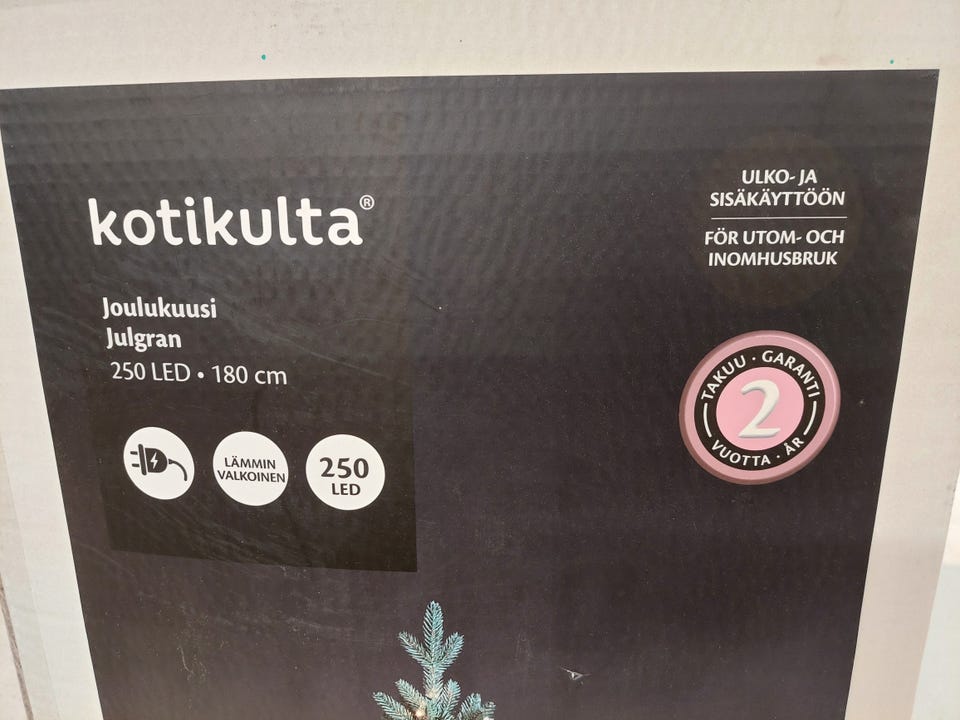 kotikulta®
Joulukuusi
Julgran
250 LED • 180 cm
LÄMMIN
VALKOINEN
250
LED
ULKO- JA
SISÄKÄYTTÖÖN
FÖR UTOM- OCH
INOMHUSBRUK
TAKUU · GARANTI
2
VUOTTA · ÅR